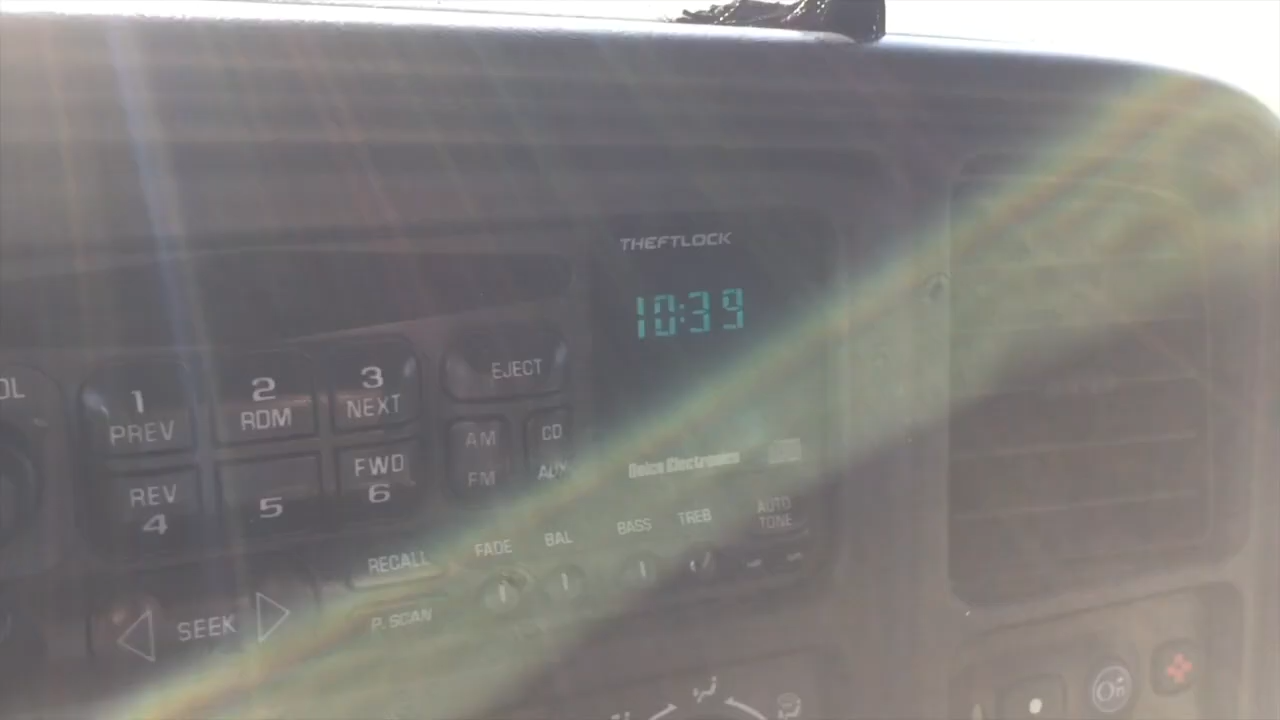 THEFTLOCK
10:39
OL
1
PREV
2
RDM
3
NEXT
EJECT
REV
4
5
FWD
6
AM
FM
CD
AUX
Delco Electronics
RECALL
FADE
BAL
BASS
TREB
AUTO
TONE
SEEK
P.SCAN
On